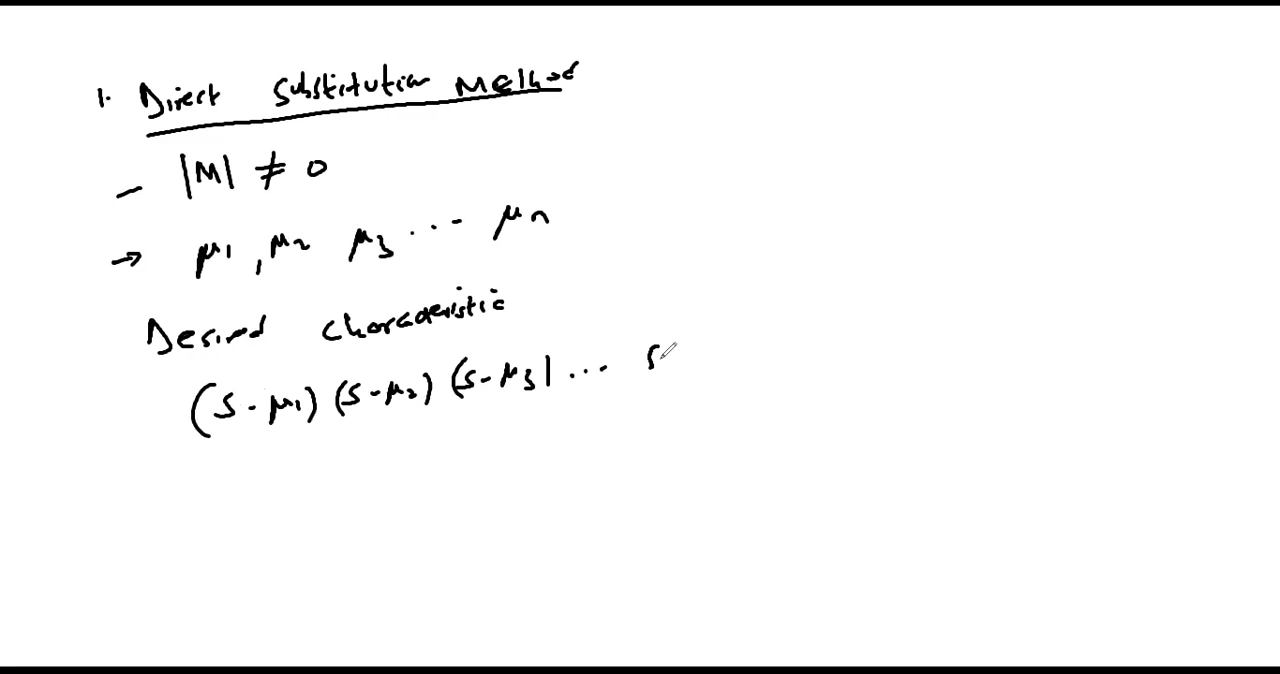 1. Direct Substitution Method
- |M| ≠ 0
→ μ1, μ2 μ3 ... μn
Desired characteristic
(s - μ1) (s - μ2) (s - μ3) ... s